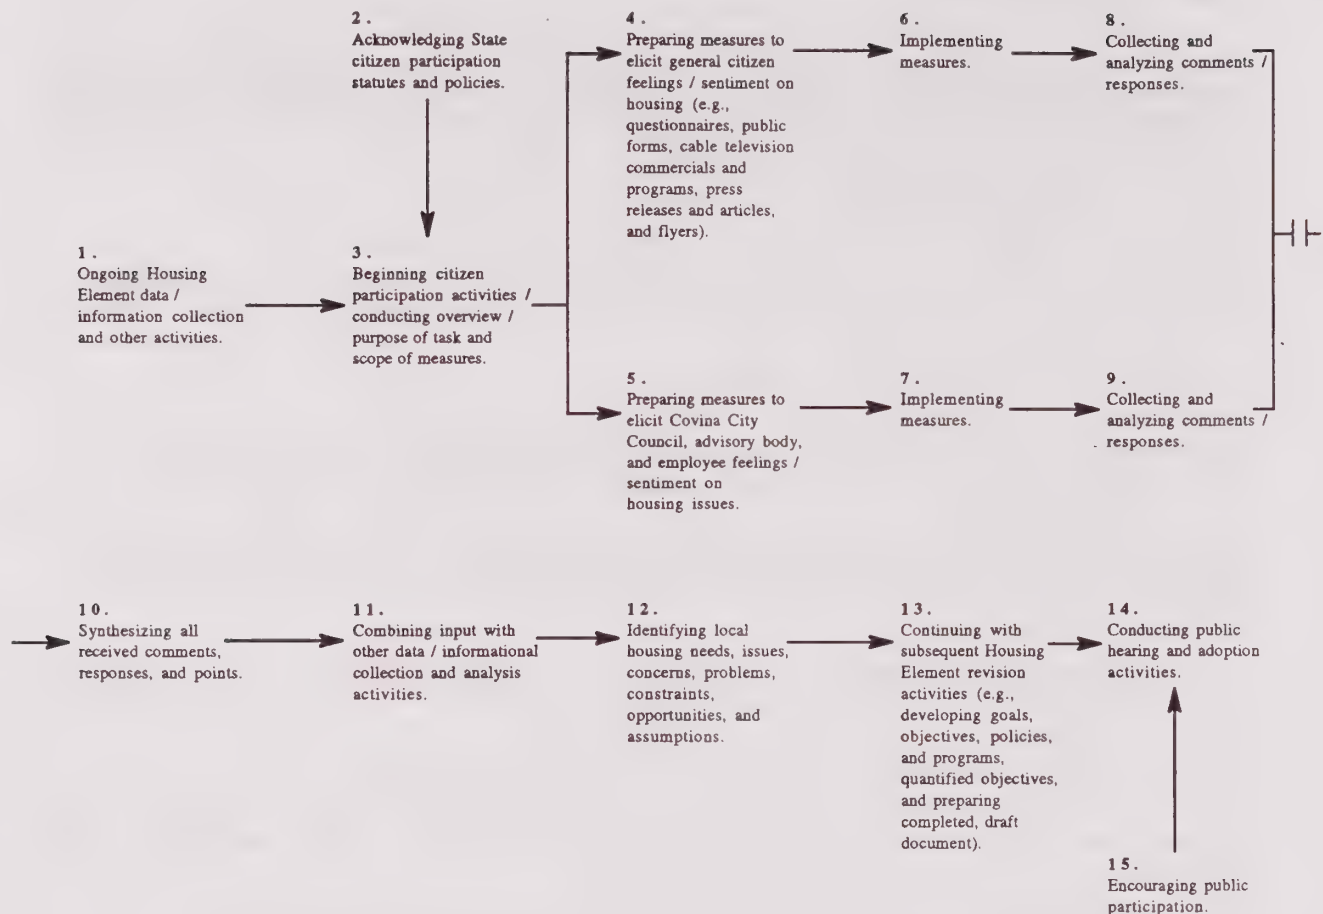 1.
Ongoing Housing
Element data /
information collection
and other activities.
2.
Acknowledging State
citizen participation
statutes and policies.
3.
Beginning citizen
participation activities /
conducting overview /
purpose of task and
scope of measures.
4.
Preparing measures to
elicit general citizen
feelings / sentiment on
housing (e.g.,
questionnaires, public
forms, cable television
commercials and
programs, press
releases and articles,
and flyers).
5.
Preparing measures to
elicit Covina City
Council, advisory body,
and employee feelings /
sentiment on
housing issues.
6.
Implementing
measures.
7.
Implementing
measures.
8.
Collecting and
analyzing comments /
responses.
9.
Collecting and
analyzing comments /
responses.
10.
Synthesizing all
received comments,
responses, and points.
11.
Combining input with
other data / informational
collection and analysis
activities.
12.
Identifying local
housing needs, issues,
concerns, problems,
constraints,
opportunities, and
assumptions.
13.
Continuing with
subsequent Housing
Element revision
activities (e.g.,
developing goals,
objectives, policies,
and programs,
quantified objectives,
and preparing
completed, draft
document).
14.
Conducting public
hearing and adoption
activities.
15.
Encouraging public
participation.